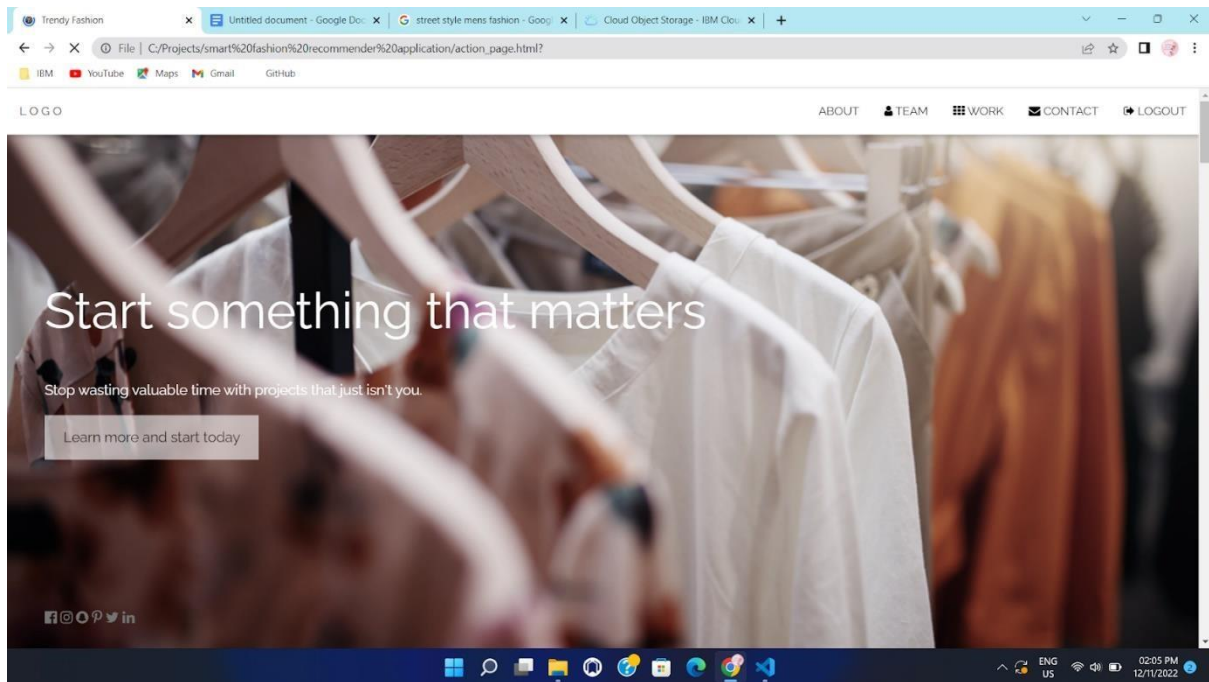 Trendy Fashion
Untitled document - Google Doc
street style mens fashion - Googl
Cloud Object Storage - IBM Clou
File | C:/Projects/smart%20fashion%20recommender%20application/action_page.html?
IBM
YouTube
Maps
Gmail
GitHub
LOGO
ABOUT
TEAM
WORK
CONTACT
LOGOUT
Start something that matters
Stop wasting valuable time with projects that just isn't you.
Learn more and start today
ENG
US
02:05 PM
12/11/2022
2